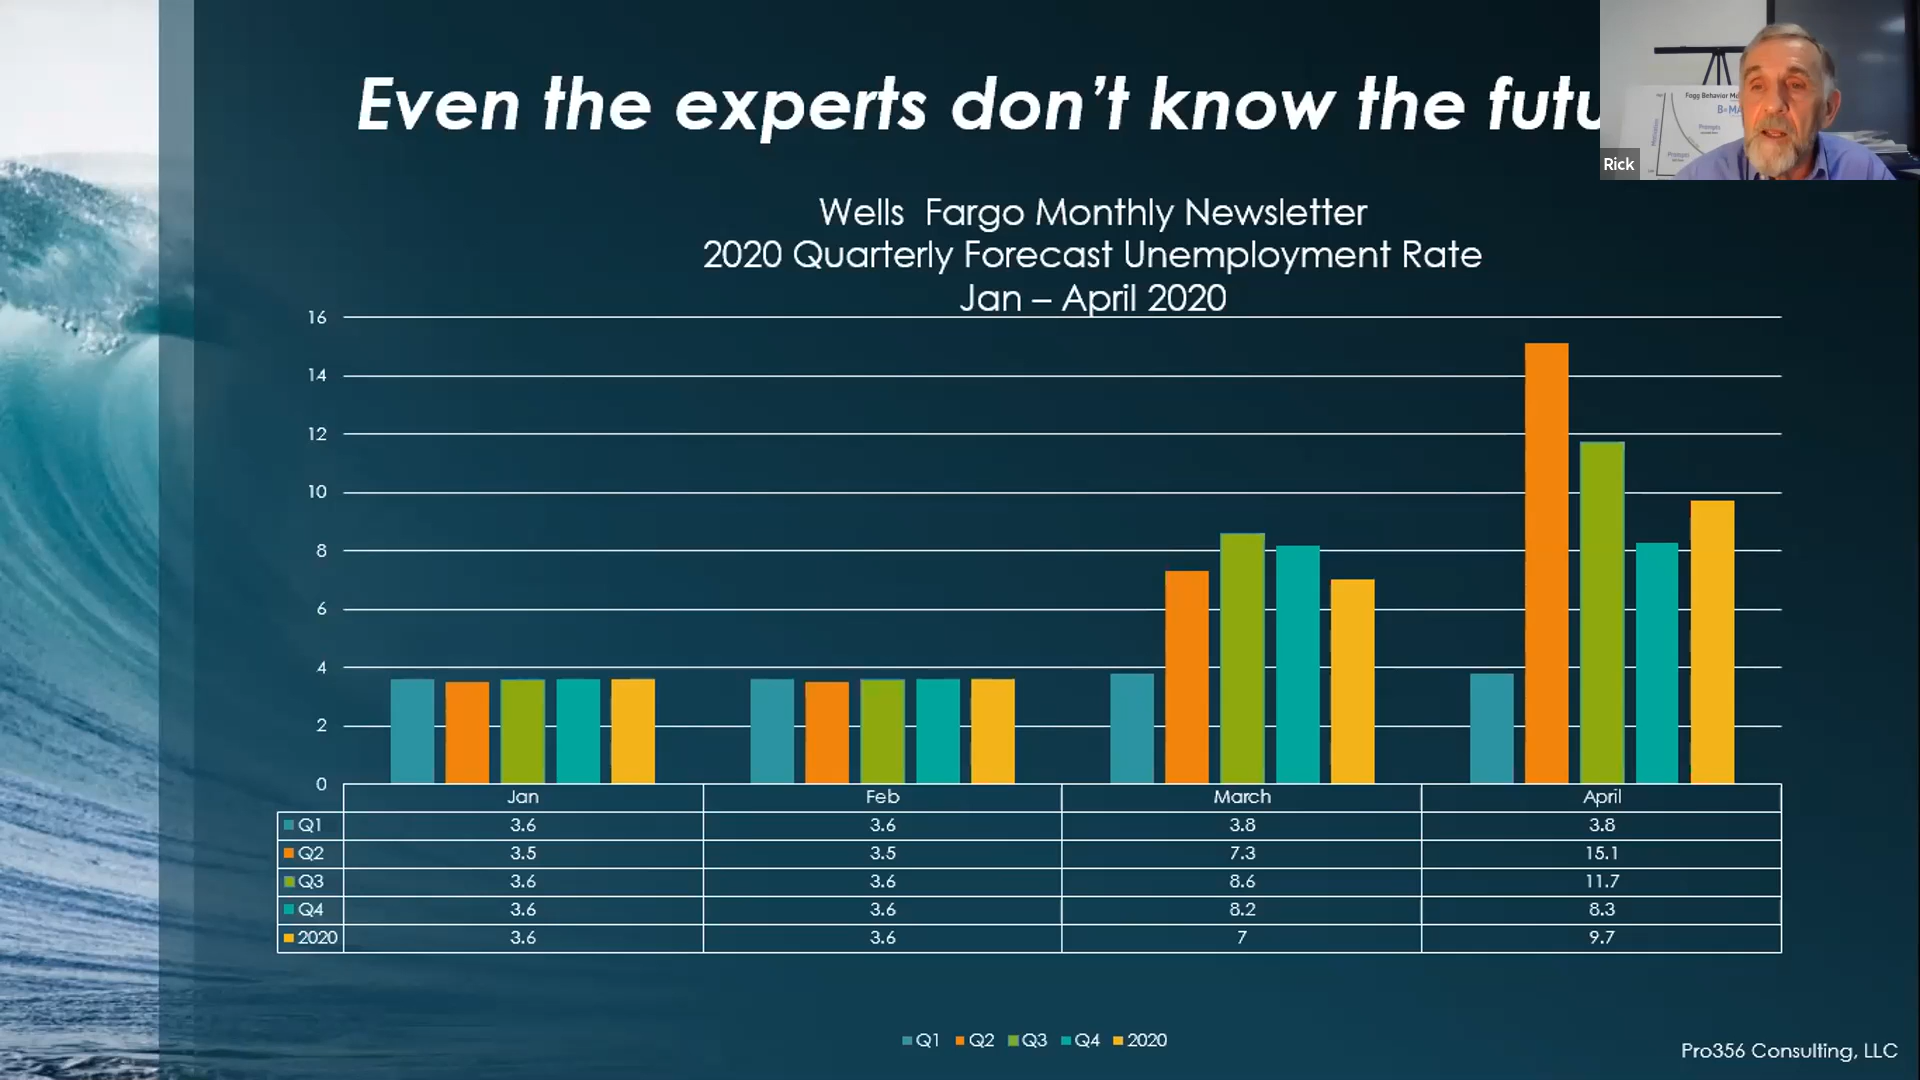 Even the experts don't know the futu
Wells Fargo Monthly Newsletter
2020 Quarterly Forecast Unemployment Rate
Jan – April 2020
16
14
12
10
8
6
4
2
0
Jan Feb March April
Q1 3.6 3.6 3.8 3.8
Q2 3.5 3.5 7.3 15.1
Q3 3.6 3.6 8.6 11.7
Q4 3.6 3.6 8.2 8.3
2020 3.6 3.6 7 9.7
Q1 Q2 Q3 Q4 2020
Pro356 Consulting, LLC
Fogg Behavior
Prompts
Rick